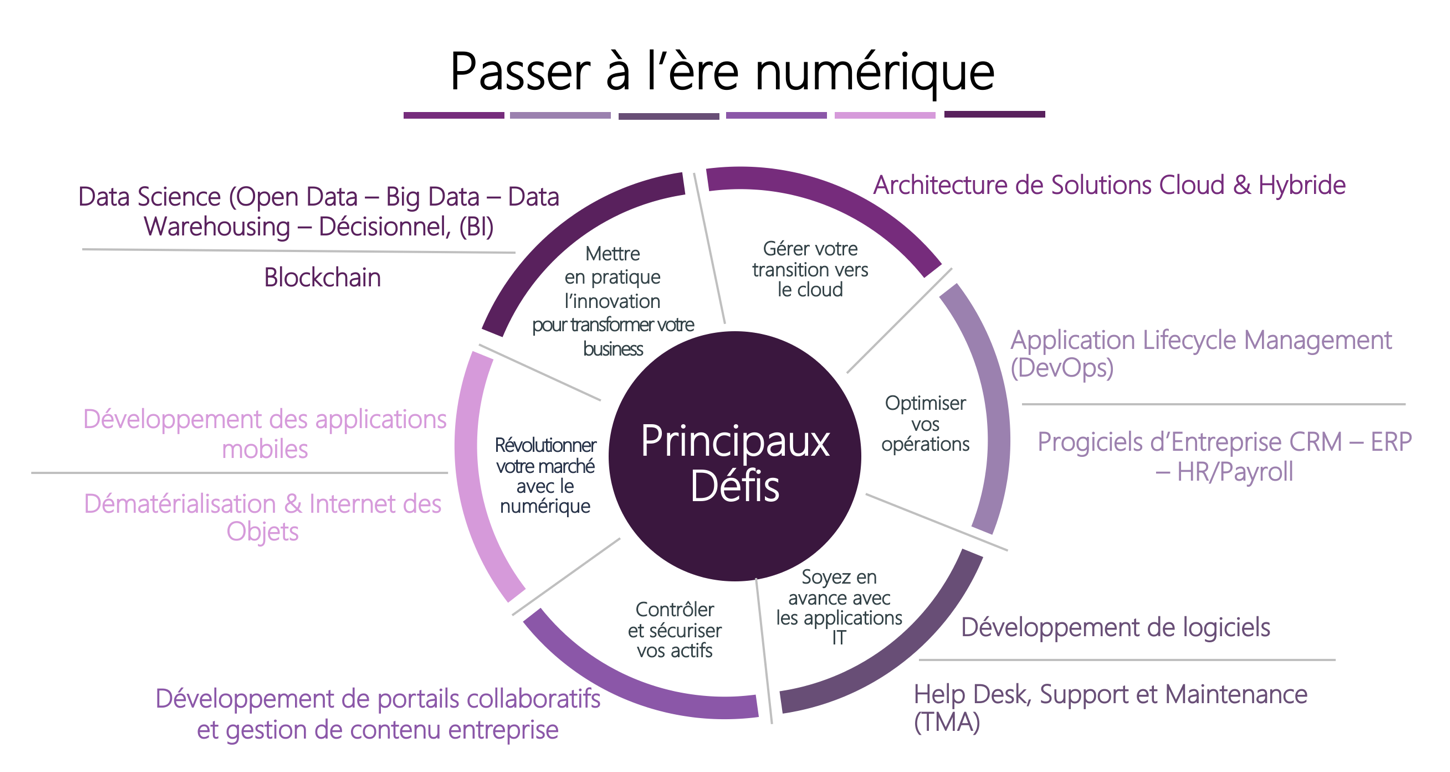 Passer à l’ère numérique
Data Science (Open Data – Big Data – Data
Warehousing – Décisionnel, (BI)
Blockchain
Mettre
en pratique
l’innovation
pour transformer votre
business
Gérer votre
transition vers
le cloud
Architecture de Solutions Cloud & Hybride
Application Lifecycle Management
(DevOps)
Optimiser
vos
opérations
Progiciels d’Entreprise CRM – ERP
– HR/Payroll
Principaux
Défis
Développement des applications
mobiles
Révolutionner
votre marché
avec le
numérique
Dématérialisation & Internet des
Objets
Contrôler
et sécuriser
vos actifs
Soyez en
avance avec
les applications
IT
Développement de logiciels
Help Desk, Support et Maintenance
(TMA)
Développement de portails collaboratifs
et gestion de contenu entreprise